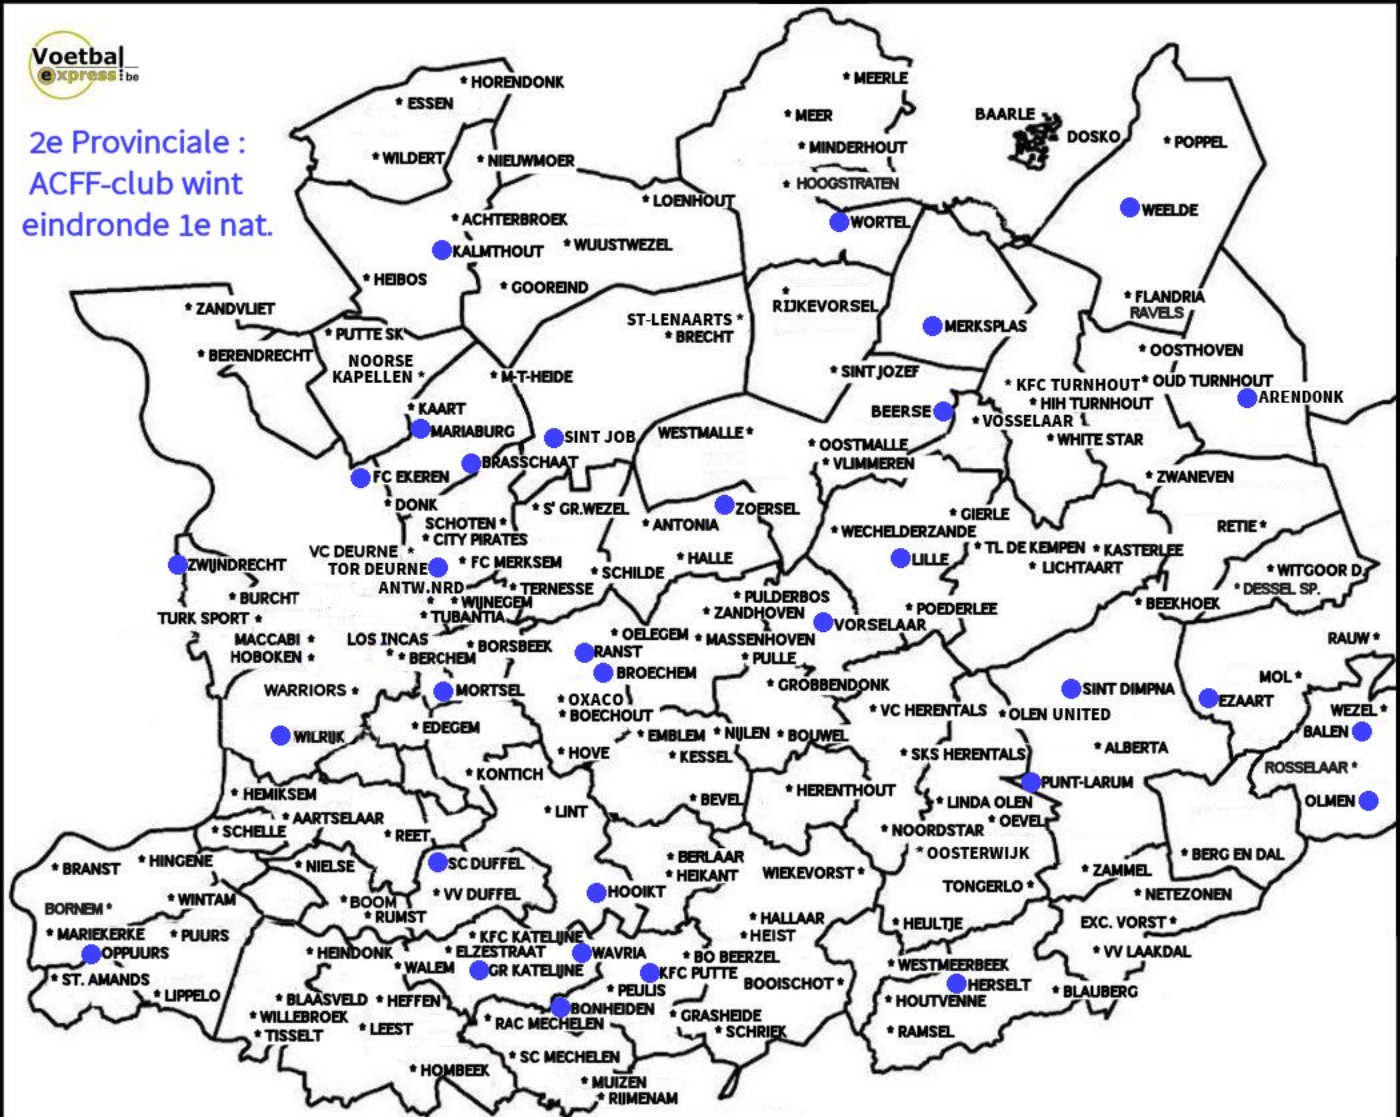 Voetbal
express.be
2e Provinciale :
ACFF-club wint
eindronde 1e nat.
* HORENDONK
* ESSEN
* WILDERT
* NIEUWMOER
* MEERLE
* MEER
* MINDERHOUT
* HOOGSTRATEN
WORTEL
BAARLE
DOSKO
* POPPEL
WEELDE
* FLANDRIA
RAVELS
* LOENHOUT
* ACHTERBROEK
KALMTHOUT
* WUUSTWEZEL
* HEIBOS
* GOOREIND
* ZANDVLIET
* BERENDRECHT
* PUTTE SK
NOORSE
KAPELLEN *
ST-LENAARTS *
* BRECHT
*
RIJKEVORSEL
MERKSPLAS
* SINT JOZEF
* OOSTHOVEN
* KFC TURNHOUT
* OUD TURNHOUT
* HIH TURNHOUT
ARENDONK
* M-T-HEIDE
* KAART
MARIABURG
SINT JOB
BRASSCHAAT
FC EKEREN
* DONK
WESTMALLE *
BEERSE
* VOSSELAAR
* WHITE STAR
* OOSTMALLE
* VLIMMEREN
* ZWANEVEN
RETIE *
* S' GR.WEZEL
ZOERSEL
* ANTONIA
* GIERLE
* WECHELDERZANDE
SCHOTEN *
* CITY PIRATES
VC DEURNE *
TOR DEURNE
* FC MERKSEM
ANTW.NRD
*
* HALLE
* SCHILDE
LILLE
* TL DE KEMPEN
* KASTERLEE
* LICHTAART
* WITGOOR D.
* DESSEL SP.
* BEEKHOEK
ZWIJNDRECHT
* BURCHT
TURK SPORT *
* TERNESSE
* WIJNEGEM
* TUBANTIA
* PULDERBOS
* ZANDHOVEN
* POEDERLEE
VORSELAAR
MACCABI *
HOBOKEN *
LOS INCAS
*
* BERCHEM
* BORSBEEK
* OELEGEM
* MASSENHOVEN
RANST
* PULLE
BROECHEM
* GROBBENDONK
RAUW *
MOL *
WARRIORS *
MORTSEL
* OXACO
* BOECHOUT
SINT DIMPNA
EZAART
WEZEL *
BALEN
* VC HERENTALS
* OLEN UNITED
WILRIJK
* EDEGEM
* EMBLEM
* NIJLEN
* BOUWEL
* HOVE
* KESSEL
* SKS HERENTALS
* ALBERTA
ROSSELAAR *
* KONTICH
PUNT-LARUM
* HEMIKSEM
* LINT
* BEVEL
* HERENTHOUT
* LINDA OLEN
* OEVEL
OLMEN
* AARTSELAAR
* SCHELLE
* REET
* NOORDSTAR
* OOSTERWIJK
* BRANST
* HINGENE
* NIELSE
SC DUFFEL
* BERLAAR
* HEIKANT
WIEKEVORST *
* ZAMMEL
* BERG EN DAL
TONGERLO *
* NETEZONEN
* WINTAM
BORNEM *
* BOOM
* RUMST
* VV DUFFEL
HOOIKT
* MARIEKERKE
* PUURS
OPPUURS
* HALLAAR
* HEIST
* HEULTJE
EXC. VORST *
* HEINDONK
* KFC KATELIJNE
* ELZESTRAAT
* WALEM
GR KATELIJNE
WAVRIA
* BO BEERZEL
KFC PUTTE
* PEULIS
BOOISCHOT *
* WESTMEERBEEK
HERSELT
* HOUTVENNE
* VV LAAKDAL
* BLAUBERG
* ST. AMANDS
* LIPPELO
* BLAASVELD
* HEFFEN
* WILLEBROEK
* TISSELT
* LEEST
BONHEIDEN
* RAC MECHELEN
* GRASHEIDE
* SCHRIEK
* RAMSEL
* SC MECHELEN
* HOMBEEK
* MUIZEN
* RIJMENAM